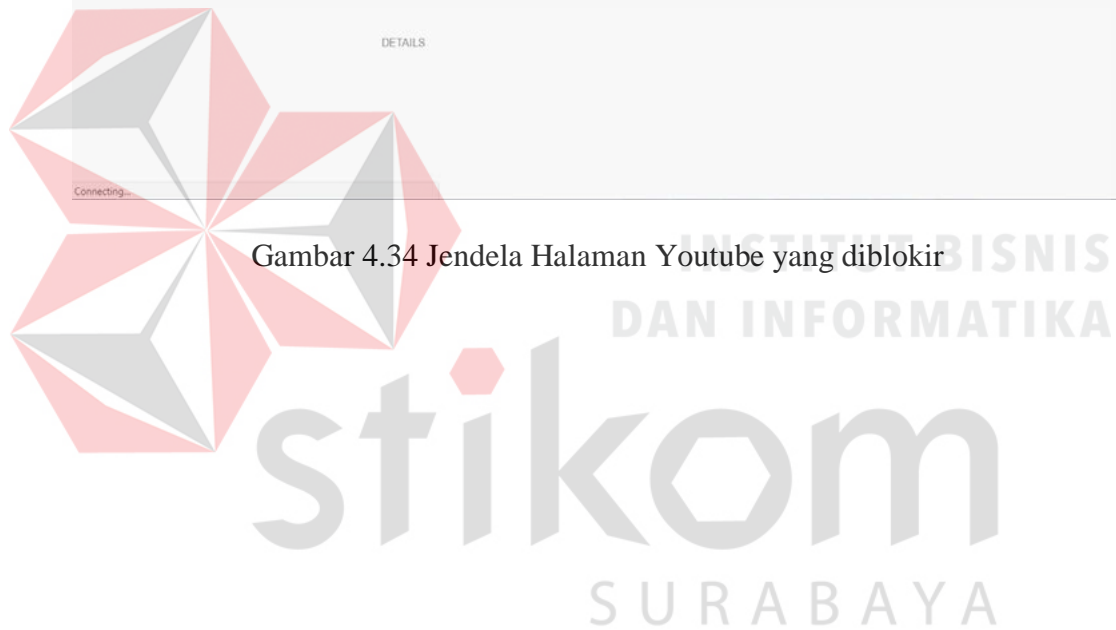 DETAILS
Connecting...
Gambar 4.34 Jendela Halaman Youtube yang diblokir
INSTITUT BISNIS
DAN INFORMATIKA
stikom
SURABAYA